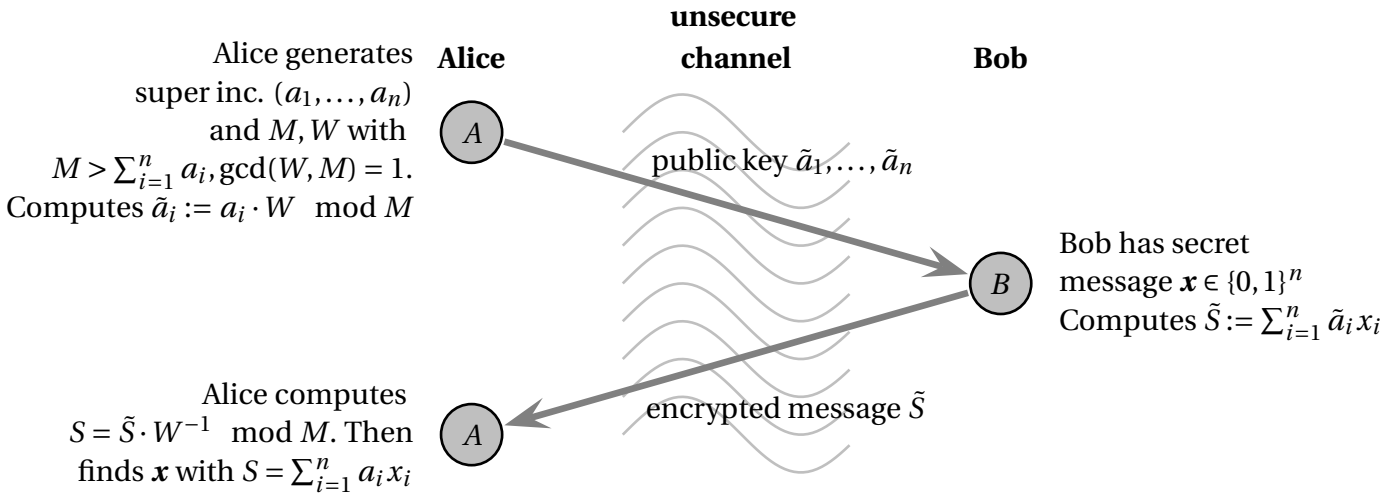 unsecure
channel
Alice
Bob
Alice generates
super inc. (a₁,…,aₙ)
and M, W with
M > ∑ⁿᵢ₌₁ aᵢ, gcd(W, M) = 1.
Computes ãᵢ := aᵢ · W mod M
A
public key ã₁,…,ãₙ
B
Bob has secret
message x ∈ {0, 1}ⁿ
Computes S̃ := ∑ⁿᵢ₌₁ ãᵢxᵢ
encrypted message S̃
A
Alice computes
S = S̃ · W⁻¹ mod M. Then
finds x with S = ∑ⁿᵢ₌₁ aᵢxᵢ